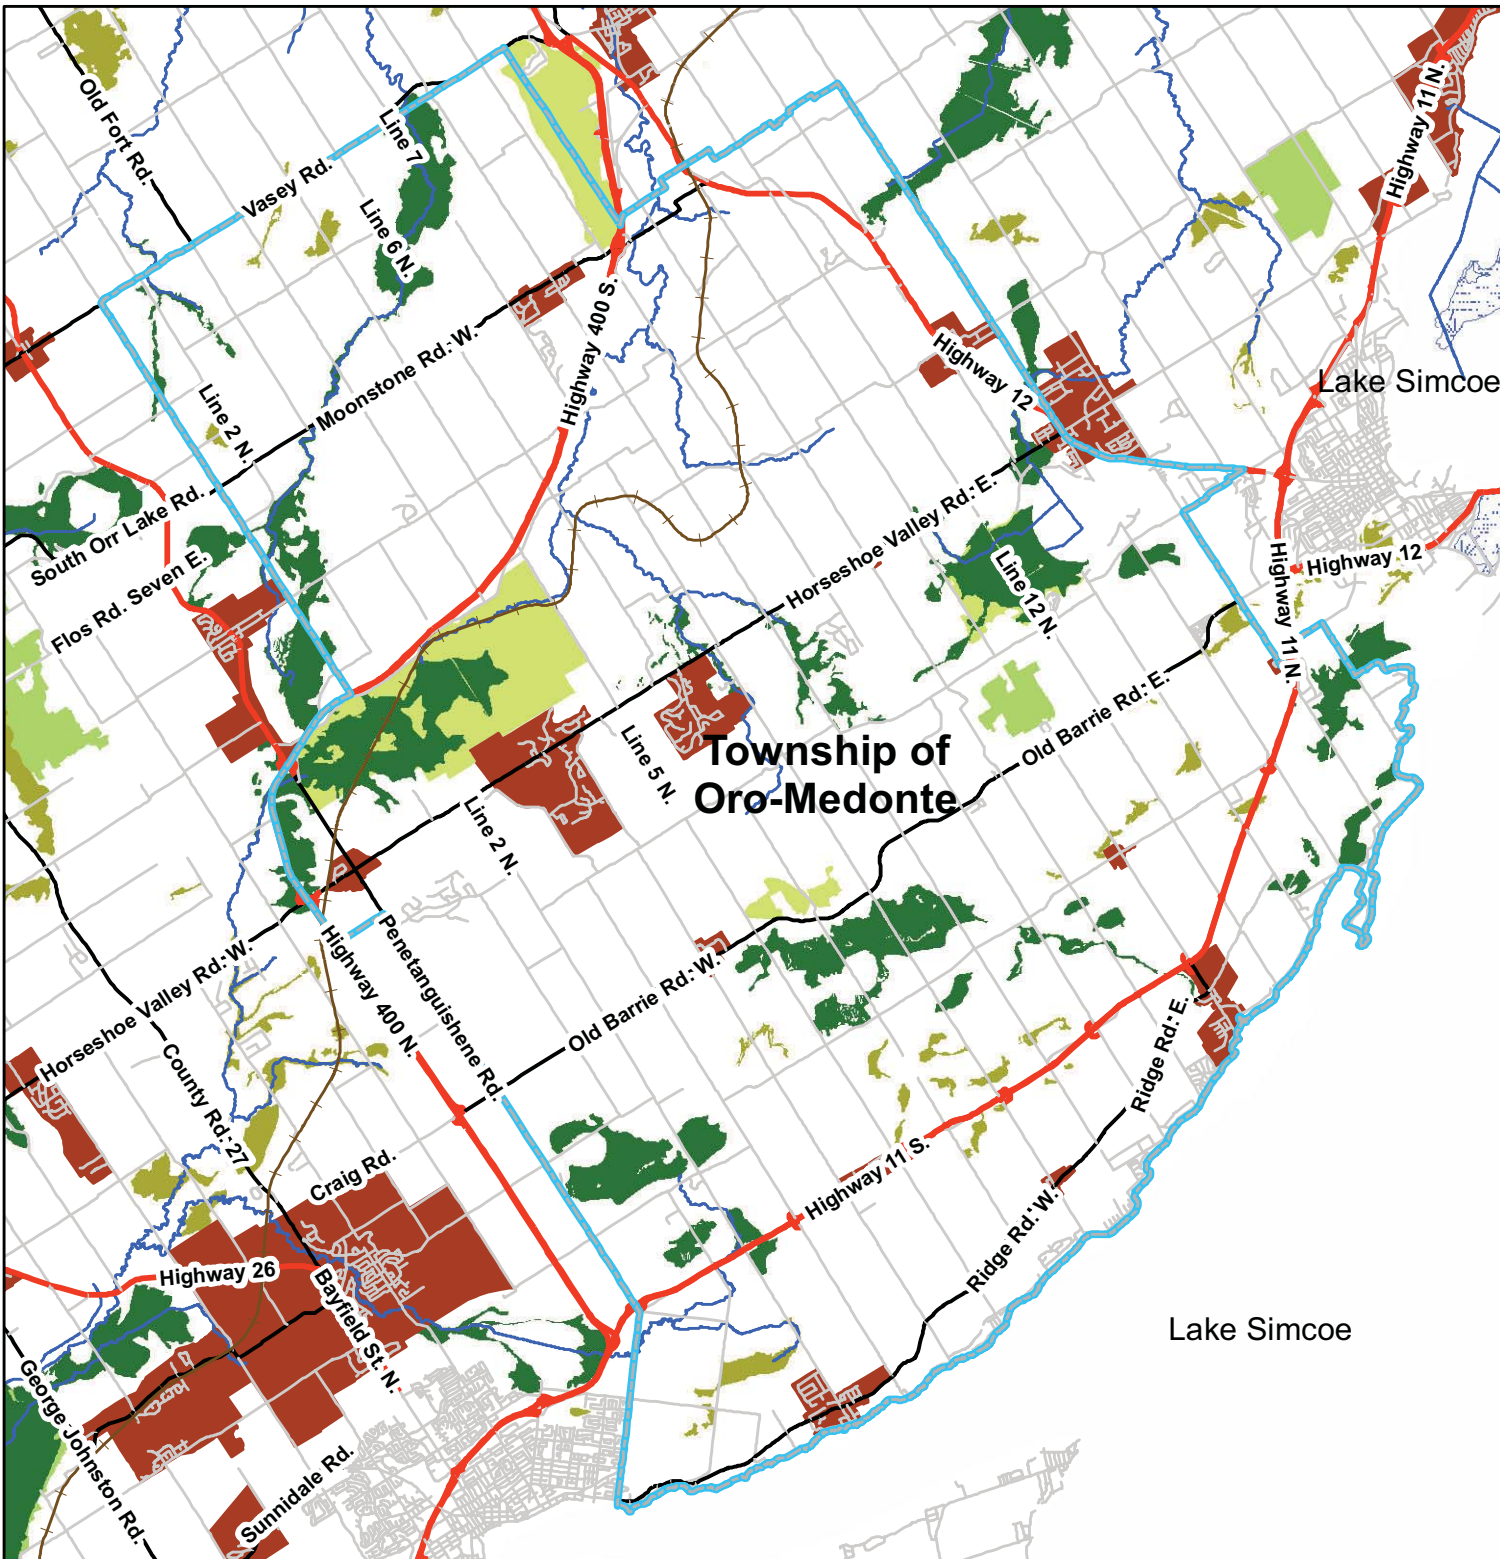 Old Fort Rd.
Line 7
Highway 11 N.
Vasey Rd.
Highway 11 N.
Line 6 N.
Highway 400 S.
Moonstone Rd. W.
Highway 12
Lake Simcoe
Line 2 N.
South Orr Lake Rd.
Horseshoe Valley Rd. E.
Highway 12
Flos Rd. Seven E.
Line 12 N.
Highway 11 N.
Line 5 N.
Old Barrie Rd. E.
Township of
Oro-Medonte
Line 2 N.
Penetanguishene Rd.
Highway 400 N.
Horseshoe Valley Rd. W.
Old Barrie Rd. W.
County Rd. 27
Ridge Rd. E.
Craig Rd.
Highway 11 S.
Ridge Rd. W.
Highway 26
Bayfield St. N.
Lake Simcoe
George Johnston Rd.
Sunnidale Rd.